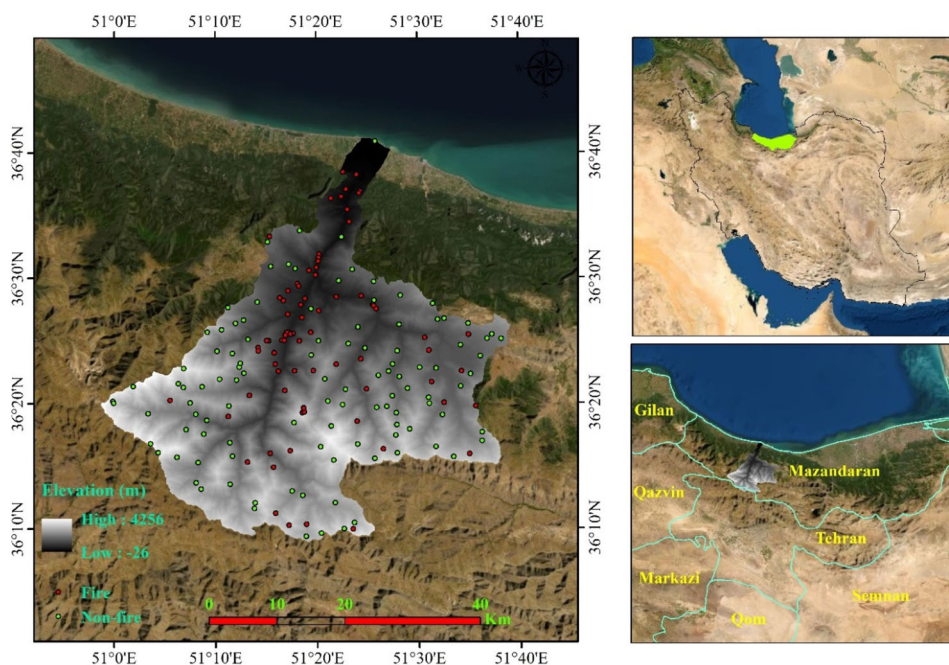 51°0'E 51°10'E 51°20'E 51°30'E 51°40'E
36°40'N 36°40'N
36°30'N 36°30'N
36°20'N 36°20'N
36°10'N 36°10'N
Elevation (m)
High : 4256
Low : -26
Fire
Non-fire
0 10 20 40
Km
51°0'E 51°10'E 51°20'E 51°30'E 51°40'E
Gilan
Mazandaran
Qazvin
Tehran
Markazi
Semnan
Qom